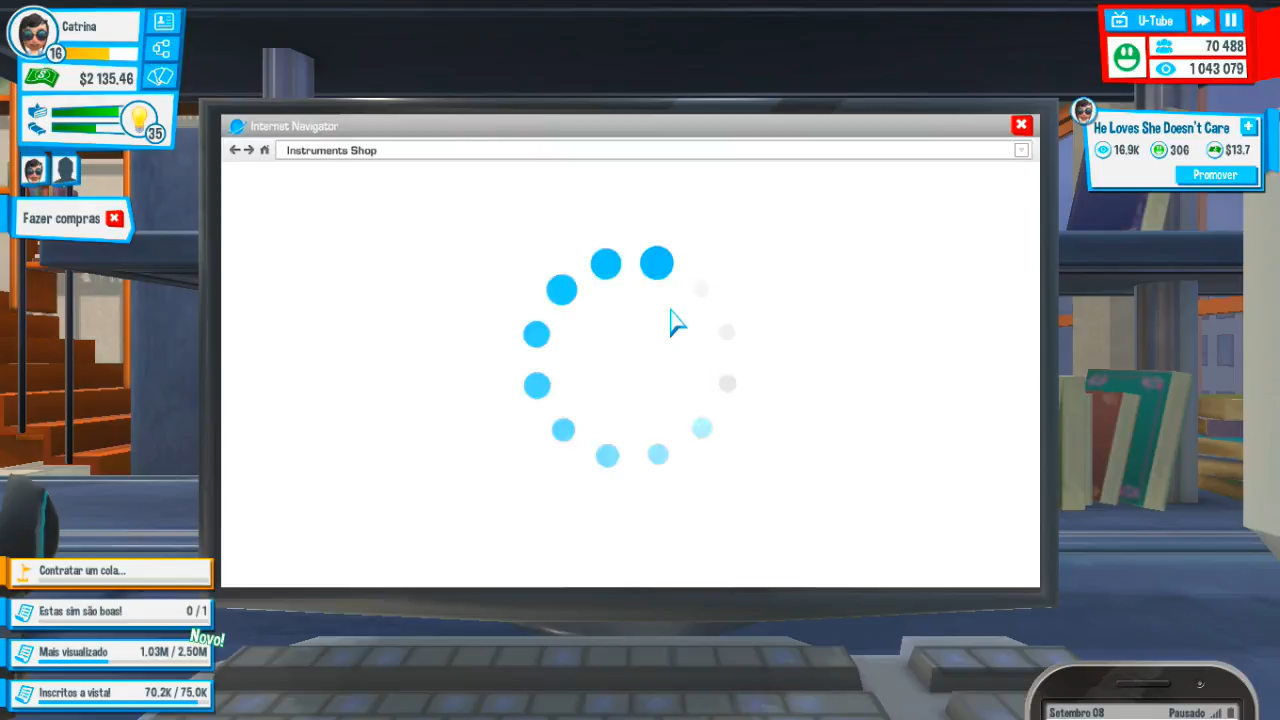 Catrina
16
$2 135.46
35
Fazer compras
U-Tube
70 488
1 043 079
He Loves She Doesn't Care
16.9K 306 $13.7
Promover
Internet Navigator
Instruments Shop
Contratar um cola...
Estas sim são boas! 0 / 1
Novo!
Mais visualizado 1.03M / 2.50M
Inscritos a vista! 70.2K / 75.0K
Setembro 08 Pausado